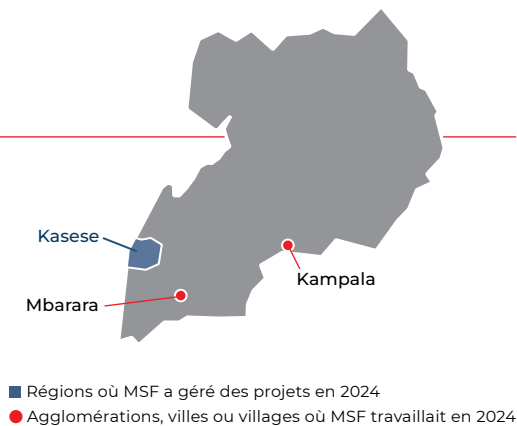 Kasese
Kampala
Mbarara
Régions où MSF a géré des projets en 2024
Agglomérations, villes ou villages où MSF travaillait en 2024